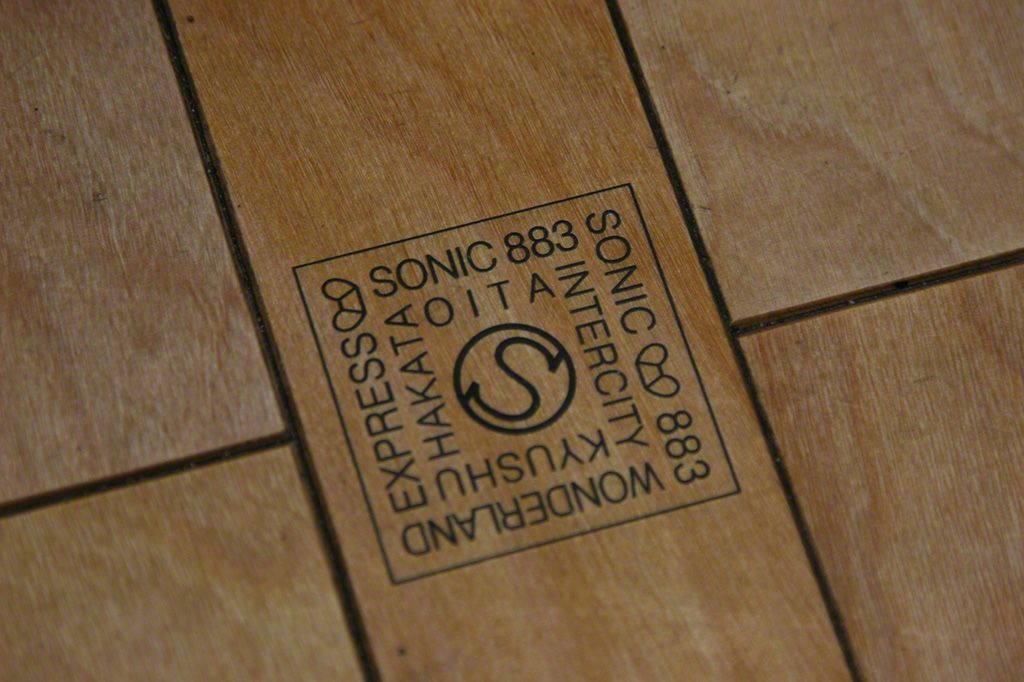 SONIC 883
SONIC 883
WONDERLAND
EXPRESS
OITA
INTERCITY
KYUSHU
HAKATA
S